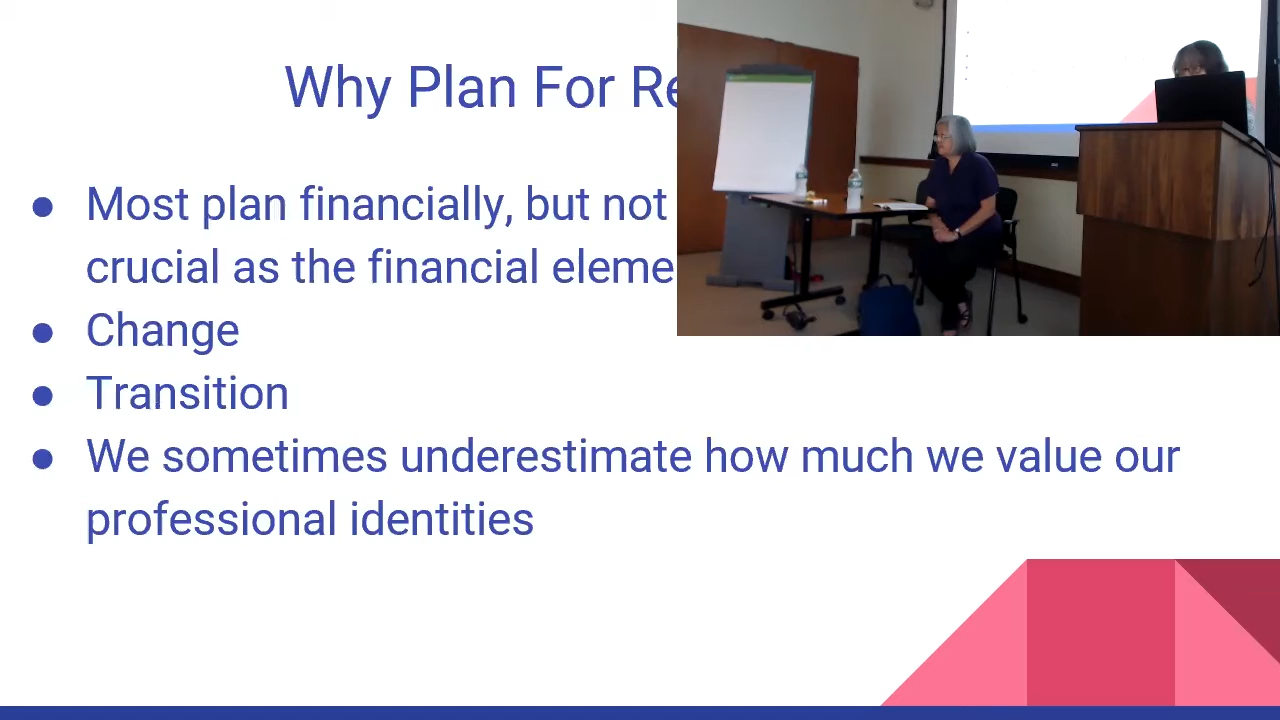 Why Plan For Re
Most plan financially, but not
crucial as the financial eleme
Change
Transition
We sometimes underestimate how much we value our
professional identities